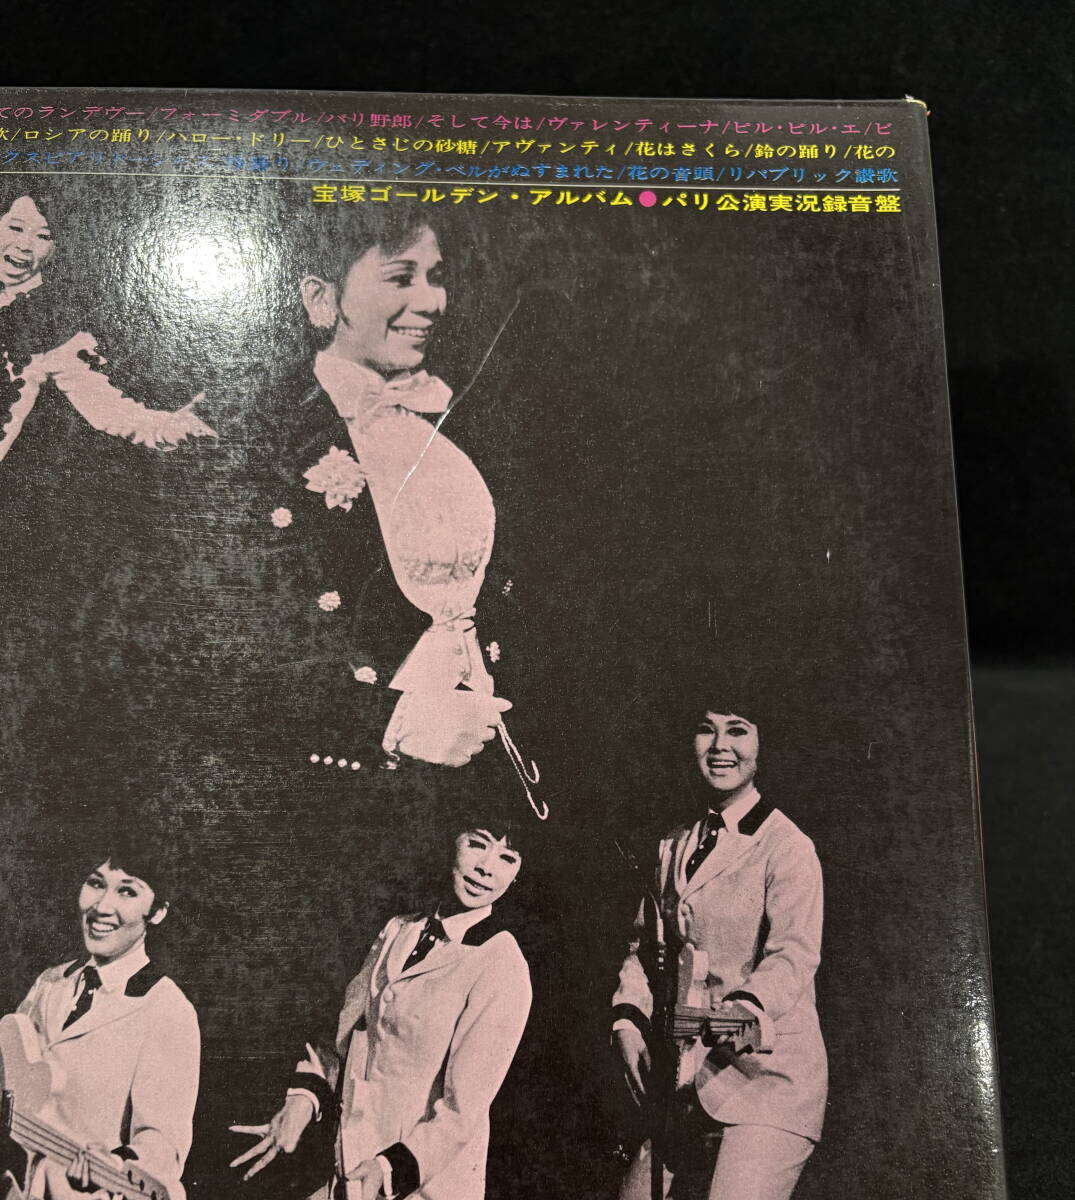 てのランデヴー/フォーミダブル/パリ野郎/そして今は/ヴァレンティーナ/ピル・ピル・エ/ピ
歌/ロシアの踊り/ハロー・ドリー/ひとさじの砂糖/アヴァンティ/花はさくら/鈴の踊り/花の
ウェディング・ベルがぬすまれた/花の音頭/リパブリック讃歌
宝塚ゴールデン・アルバム●パリ公演実況録音盤